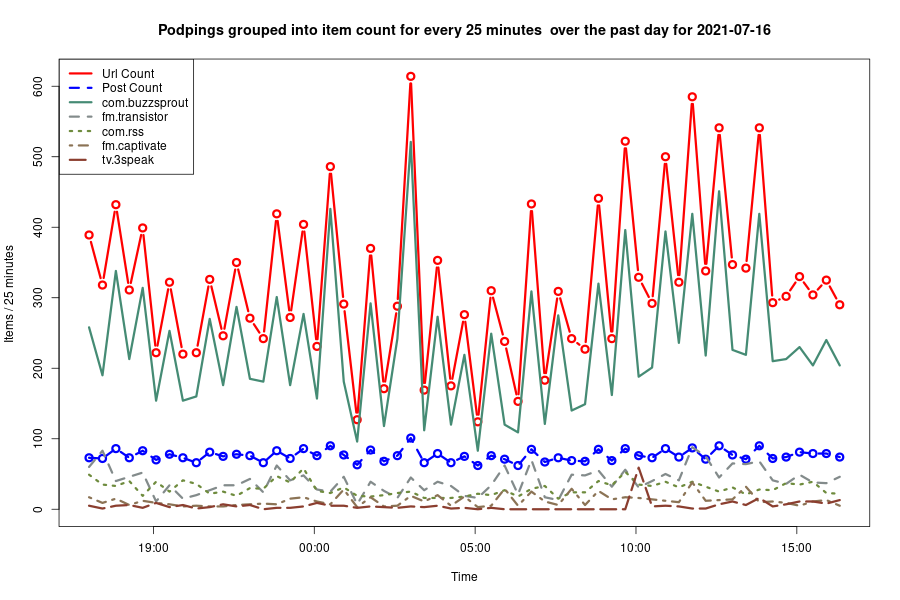 Podpings grouped into item count for every 25 minutes  over the past day for 2021-07-16
Url Count
Post Count
com.buzzsprout
fm.transistor
com.rss
fm.captivate
tv.3speak
Items / 25 minutes
600
500
400
300
200
100
0
19:00
00:00
05:00
10:00
15:00
Time